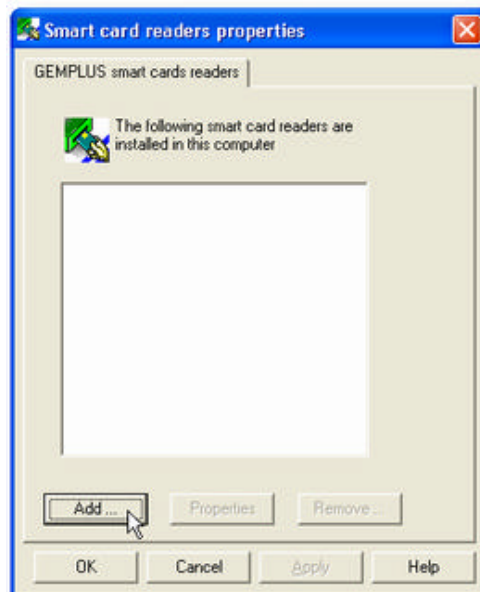 Smart card readers properties
GEMPLUS smart cards readers
The following smart card readers are
installed in this computer
Add ...
Properties
Remove ...
OK
Cancel
Apply
Help